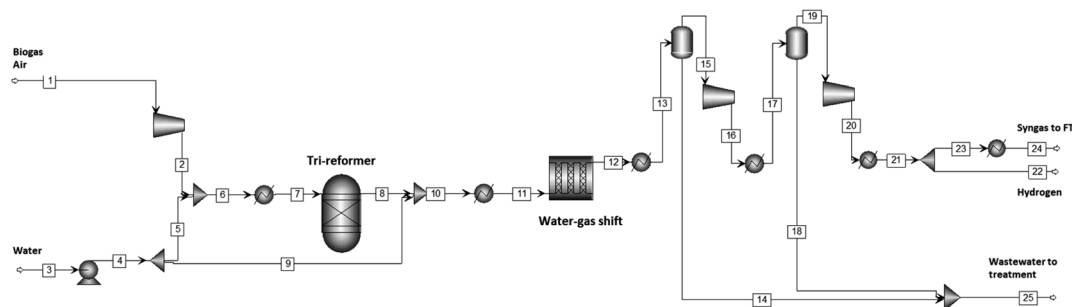 Biogas
Air
1
2
3
4
5
6
7
8
9
10
11
12
13
14
15
16
17
18
19
20
21
22
23
24
25
Tri-reformer
Water-gas shift
Water
Syngas to FT
Hydrogen
Wastewater to
treatment